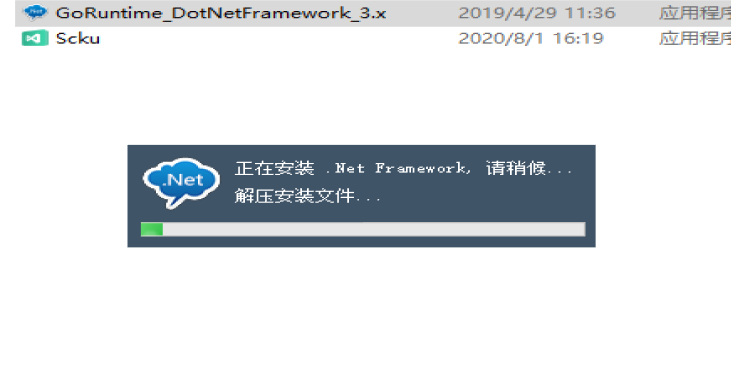 GoRuntime_DotNetFramework_3.x 2019/4/29 11:36 应用程序
Scku 2020/8/1 16:19 应用程序
.Net 正在安装 .Net Framework, 请稍候...
解压安装文件...